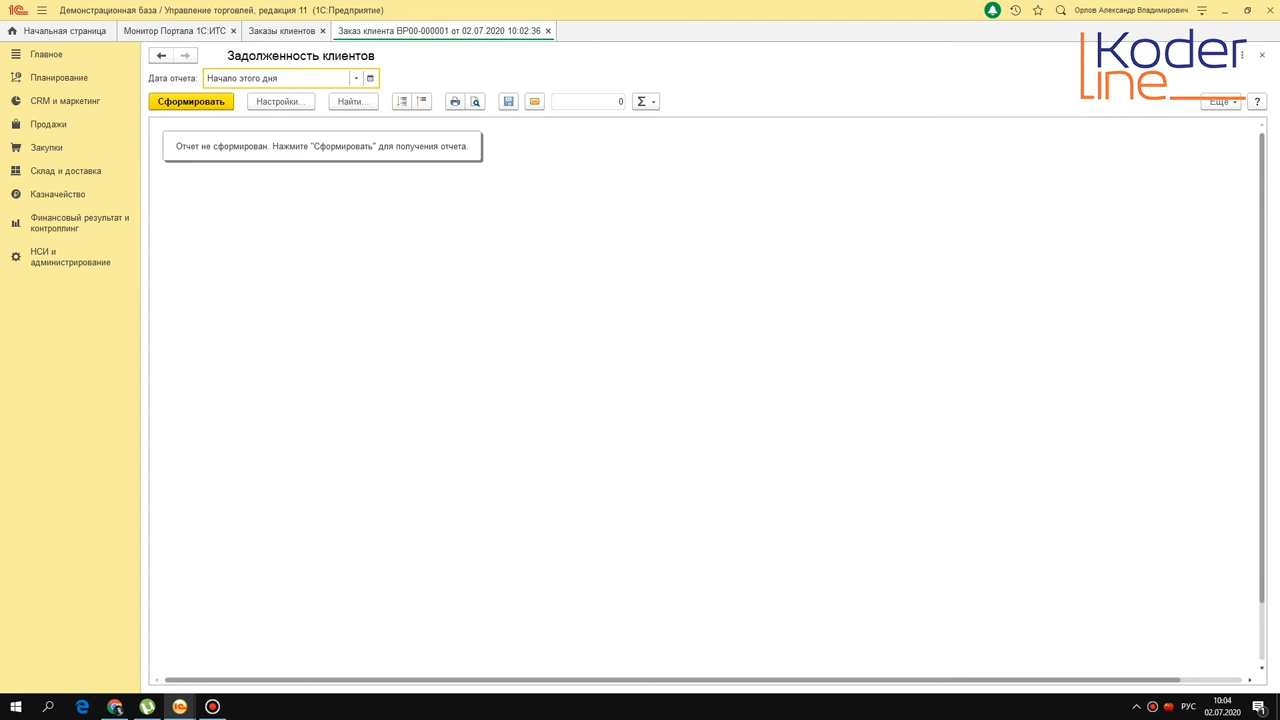 Демонстрационная база / Управление торговлей, редакция 11 (1С:Предприятие)
Орлов Александр Владимирович
Начальная страница
Монитор Портала 1С:ИТС
Заказы клиентов
Заказ клиента ВР00-000001 от 02.07.2020 10:02:36
Koder
line
Главное
Планирование
CRM и маркетинг
Продажи
Закупки
Склад и доставка
Казначейство
Финансовый результат и
контроллинг
НСИ и
администрирование
Задолженность клиентов
Дата отчета: Начало этого дня
Сформировать
Настройки...
Найти...
0
Σ
Еще
?
Отчет не сформирован. Нажмите "Сформировать" для получения отчета.
РУС
10:04
02.07.2020
1